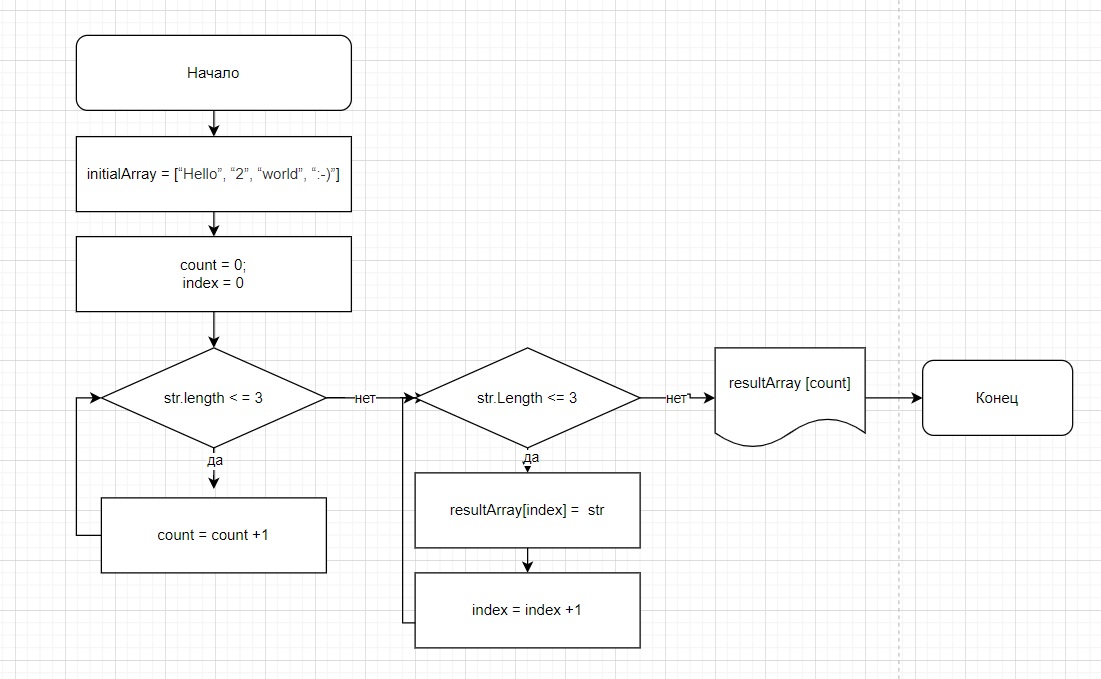 Начало
initialArray = [“Hello”, “2”, “world”, “:-)”]
count = 0;
index = 0
str.length < = 3
нет
str.Length <= 3
нет
resultArray [count]
Конец
да
да
count = count +1
resultArray[index] =  str
index = index +1